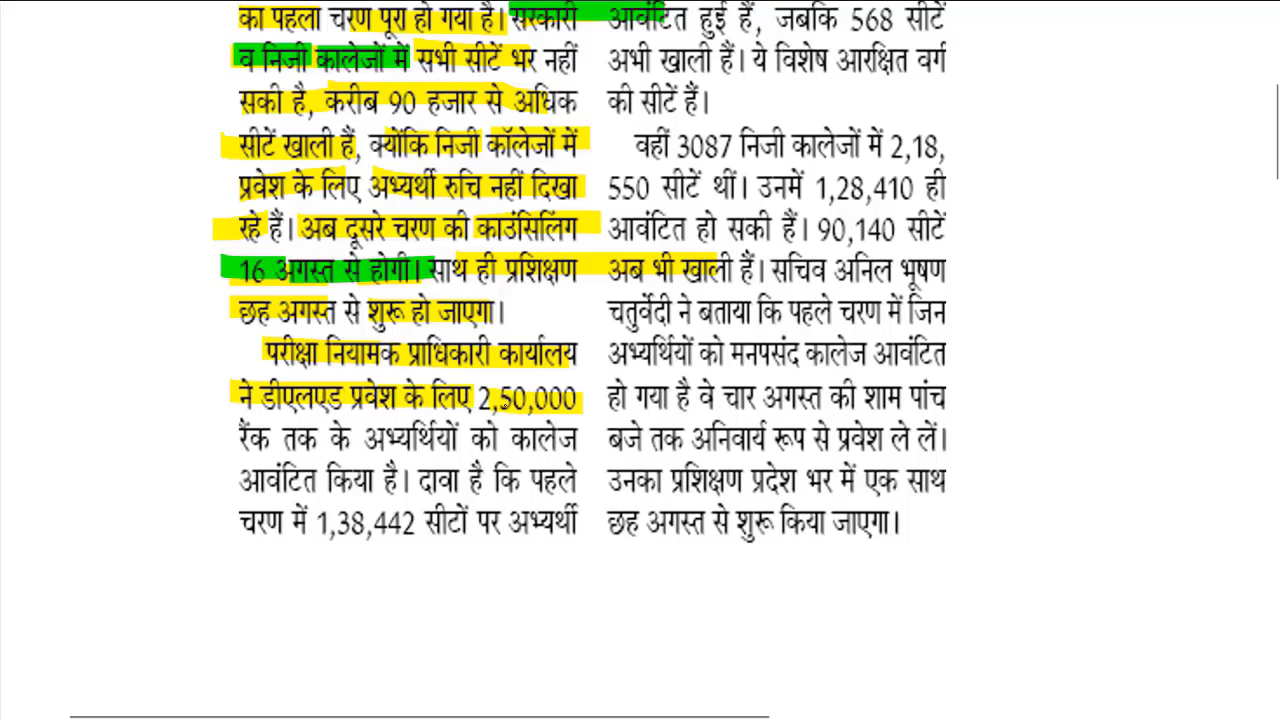 का पहला चरण पूरा हो गया है। सरकारी
व निजी कालेजों में सभी सीटें भर नहीं
सकी है, करीब 90 हजार से अधिक
सीटें खाली हैं, क्योंकि निजी कॉलेजों में
प्रवेश के लिए अभ्यर्थी रुचि नहीं दिखा
रहे हैं। अब दूसरे चरण की काउंसिलिंग
16 अगस्त से होगी। साथ ही प्रशिक्षण
छह अगस्त से शुरू हो जाएगा।
परीक्षा नियामक प्राधिकारी कार्यालय
ने डीएलएड प्रवेश के लिए 2,50,000
रैंक तक के अभ्यर्थियों को कालेज
आवंटित किया है। दावा है कि पहले
चरण में 1,38,442 सीटों पर अभ्यर्थी
आवंटित हुई हैं, जबकि 568 सीटें
अभी खाली हैं। ये विशेष आरक्षित वर्ग
की सीटें हैं।
वहीं 3087 निजी कालेजों में 2,18,
550 सीटें थीं। उनमें 1,28,410 ही
आवंटित हो सकी हैं। 90,140 सीटें
अब भी खाली हैं। सचिव अनिल भूषण
चतुर्वेदी ने बताया कि पहले चरण में जिन
अभ्यर्थियों को मनपसंद कालेज आवंटित
हो गया है वे चार अगस्त की शाम पांच
बजे तक अनिवार्य रूप से प्रवेश ले लें।
उनका प्रशिक्षण प्रदेश भर में एक साथ
छह अगस्त से शुरू किया जाएगा।